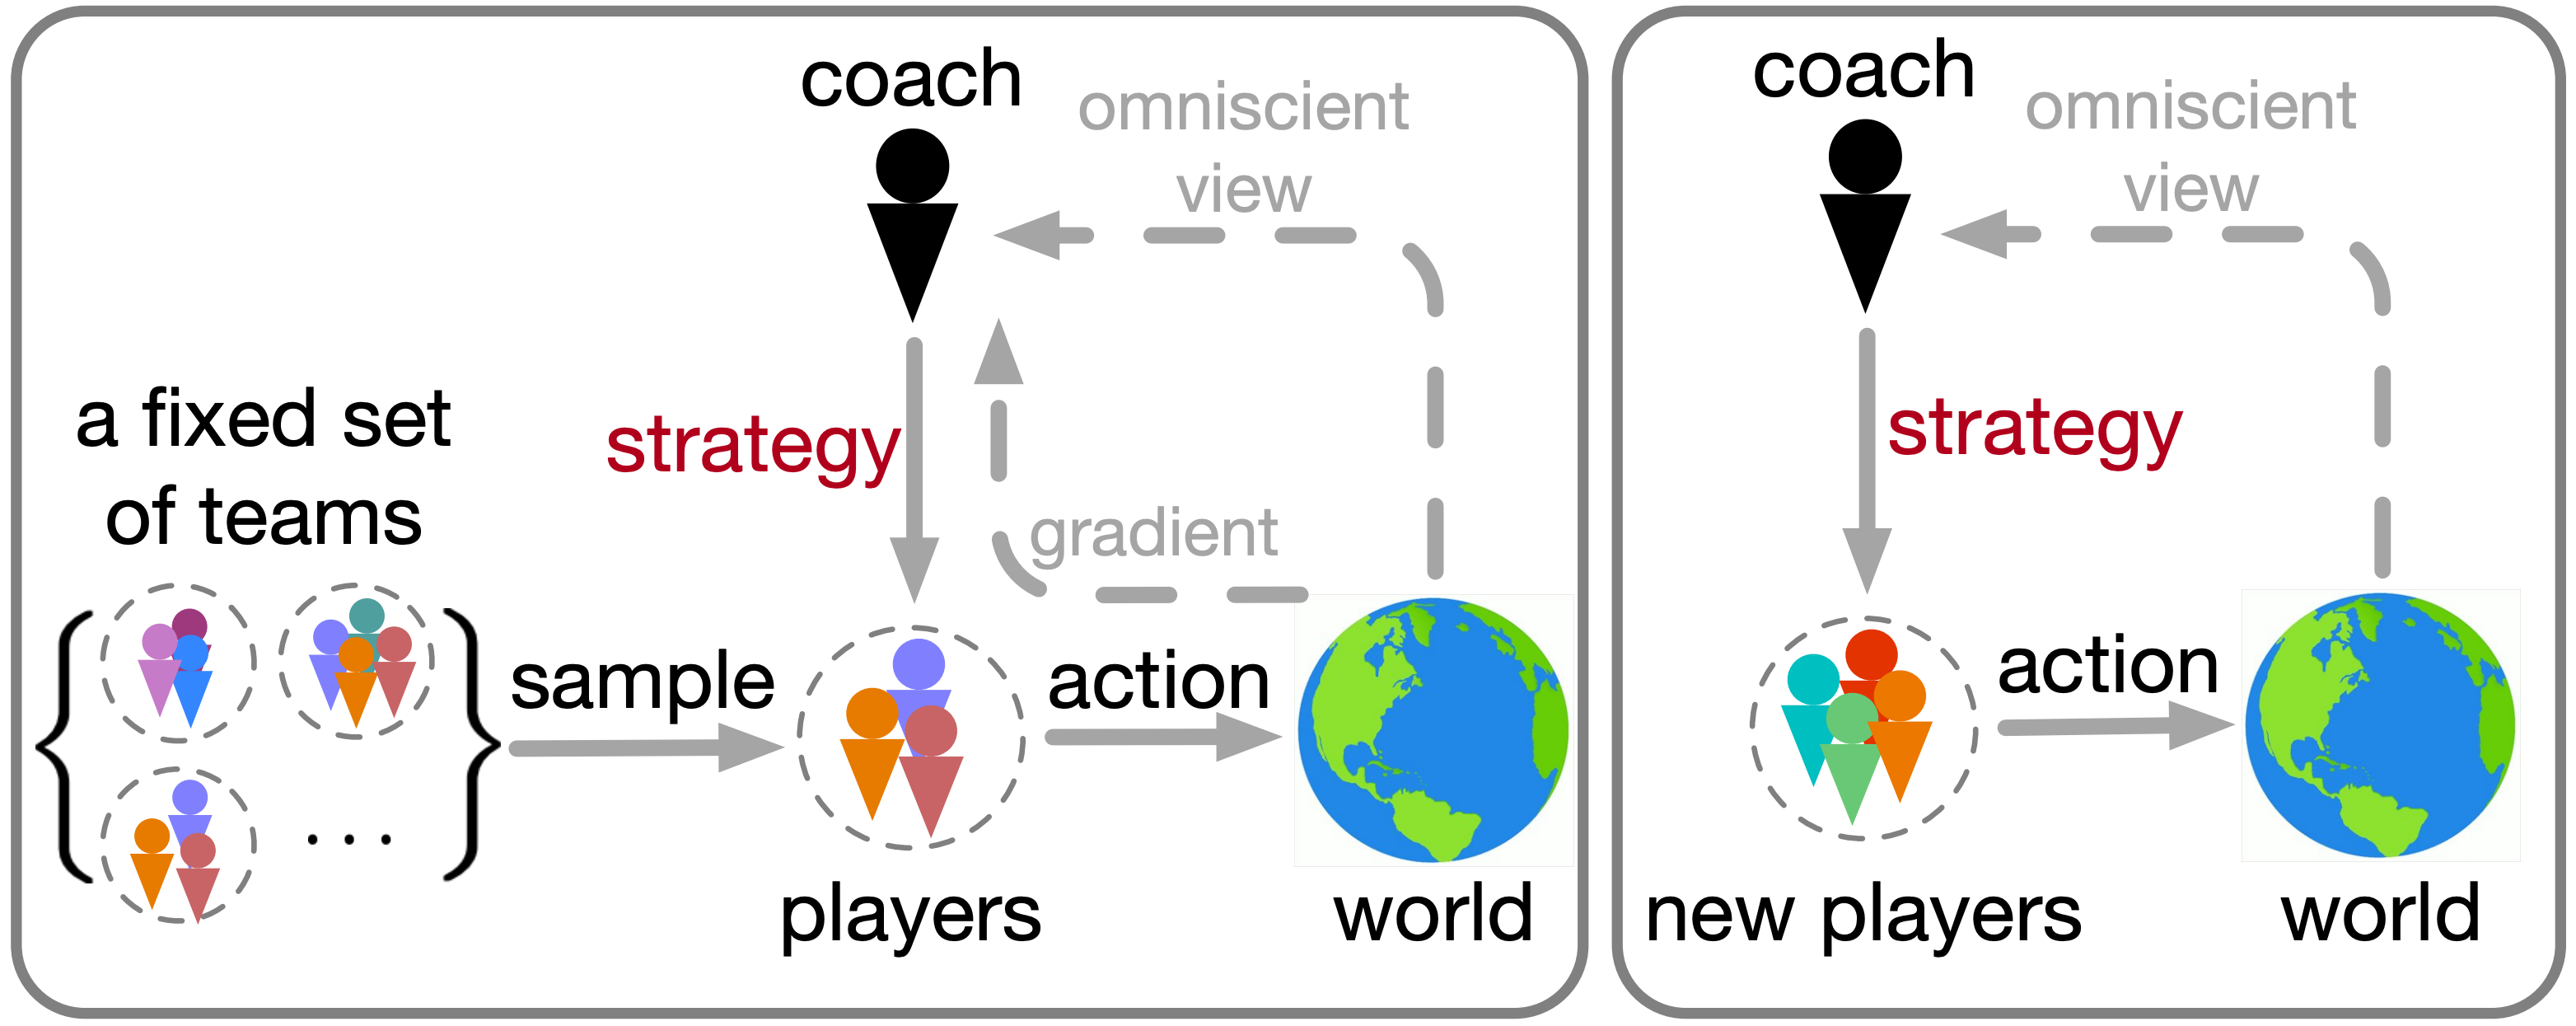 coach
omniscient
view
strategy
a fixed set
of teams
gradient
sample
action
. . .
players
world
coach
omniscient
view
strategy
action
new players
world